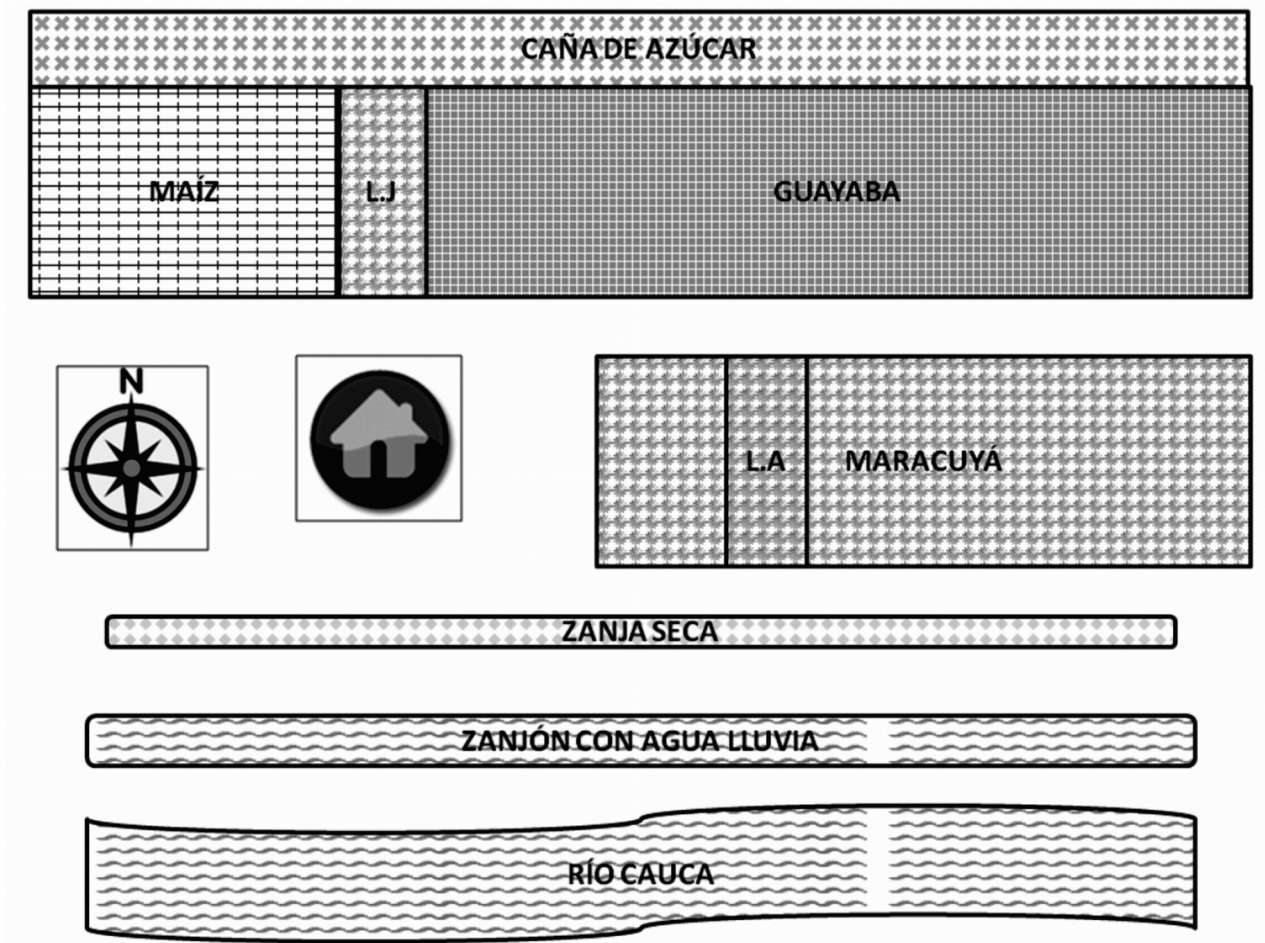 CAÑA DE AZÚCAR
MAÍZ
L.J
GUAYABA
N
L.A
MARACUYÁ
ZANJA SECA
ZANJÓN CON AGUA LLUVIA
RÍO CAUCA